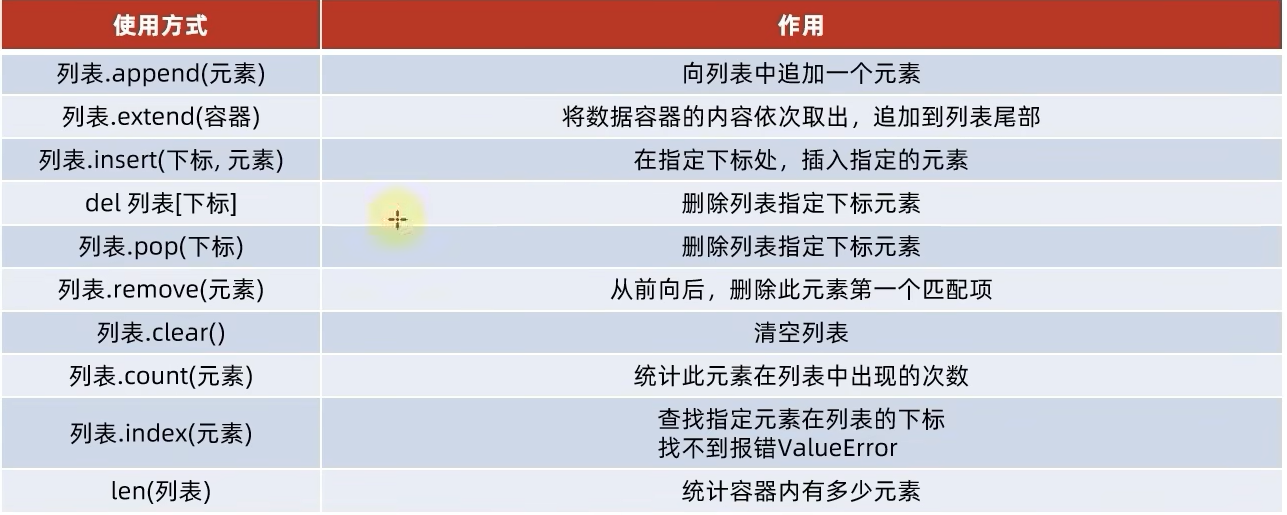 使用方式 作用
列表.append(元素) 向列表中追加一个元素
列表.extend(容器) 将数据容器的内容依次取出，追加到列表尾部
列表.insert(下标, 元素) 在指定下标处，插入指定的元素
del 列表[下标] 删除列表指定下标元素
列表.pop(下标) 删除列表指定下标元素
列表.remove(元素) 从前向后，删除此元素第一个匹配项
列表.clear() 清空列表
列表.count(元素) 统计此元素在列表中出现的次数
列表.index(元素) 查找指定元素在列表的下标
找不到报错ValueError
len(列表) 统计容器内有多少元素